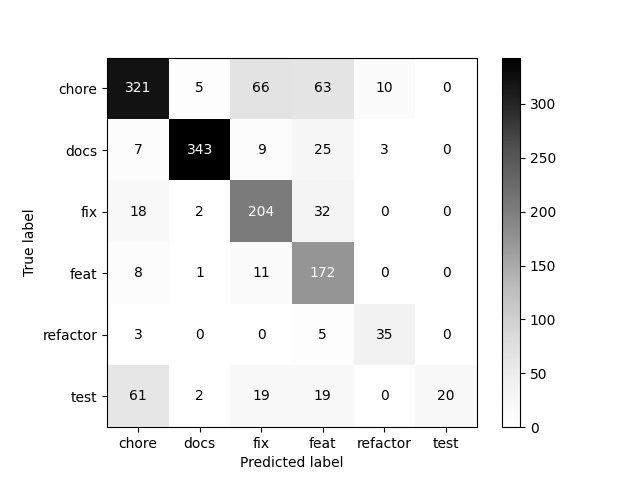 chore 321 5 66 63 10 0
docs 7 343 9 25 3 0
fix 18 2 204 32 0 0
feat 8 1 11 172 0 0
refactor 3 0 0 5 35 0
test 61 2 19 19 0 20
chore docs fix feat refactor test
Predicted label
True label
300
250
200
150
100
50
0